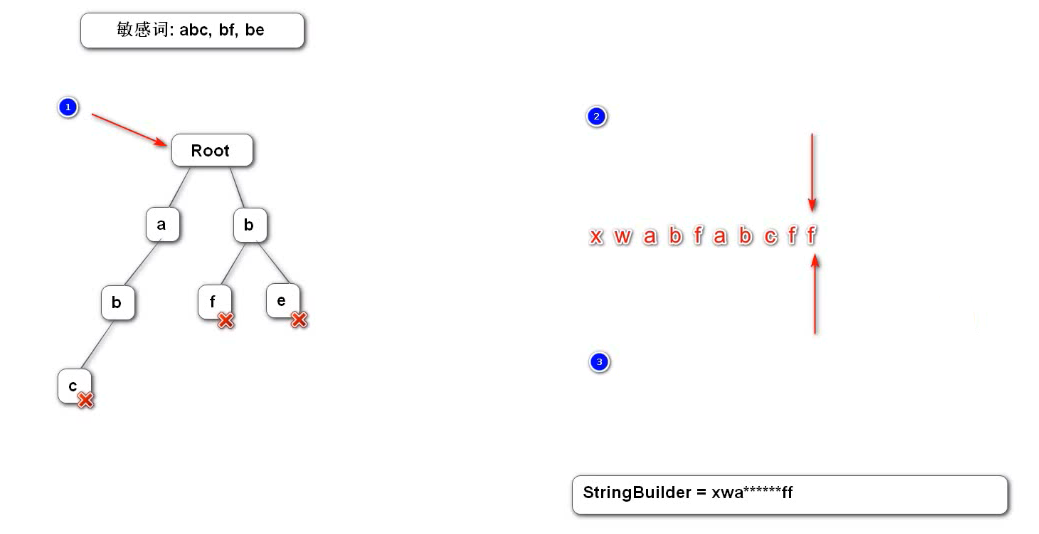 敏感词: abc, bf, be
1
Root
a b
b f e
c
2
x w a b f a b c f f
3
StringBuilder = xwa******ff